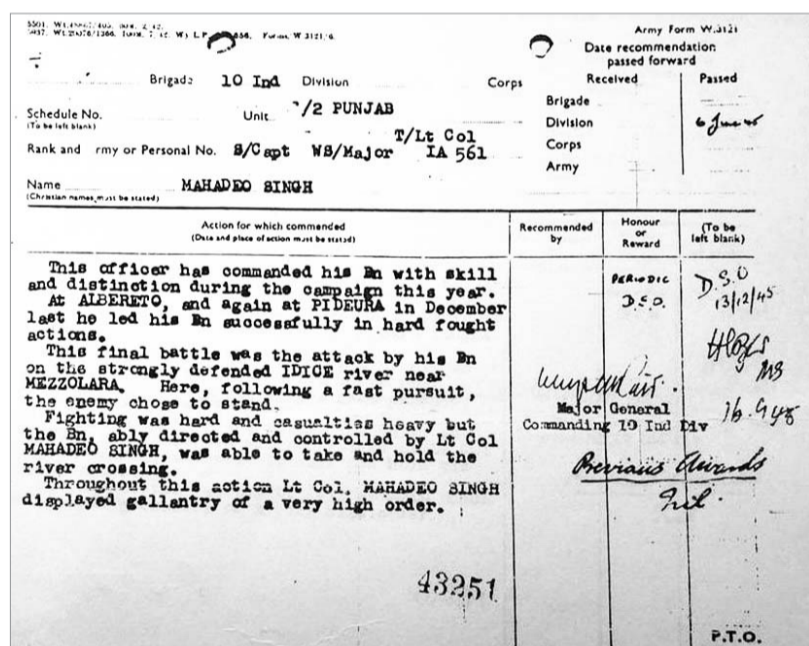 Army Form W.3121
Date recommendation
passed forward
Received Passed
Brigade 10 Ind Division Corps
Brigade
Schedule No. Unit /2 PUNJAB
(To be left blank)
Division 6 June 45
T/Lt Col
Corps
Rank and rmy or Personal No. S/Capt WS/Major IA 561
Army
Name MAHADEO SINGH
(Christian names must be stated)
Action for which commended
(Date and place of action must be stated)
Recommended
by
Honour
or
Reward
(To be
left blank)
This officer has commanded his Bn with skill
and distinction during the campaign this year.
At ALBERETO, and again at PIDEURA in December
last he led his Bn successfully in hard fought
actions.
This final battle was the attack by his Bn
on the strongly defended IDICE river near
MEZZOLARA. Here, following a fast pursuit,
the enemy chose to stand.
Fighting was hard and casualties heavy but
the Bn, ably directed and controlled by Lt Col
MAHADEO SINGH, was able to take and hold the
river crossing.
Throughout this action Lt Col. MAHADEO SINGH
displayed gallantry of a very high order.
Major General
Commanding 10 Ind Div
PERIODIC
D.S.O.
D.S.O
13/12/45
MS
Previous Awards
Nil.
43251
P.T.O.